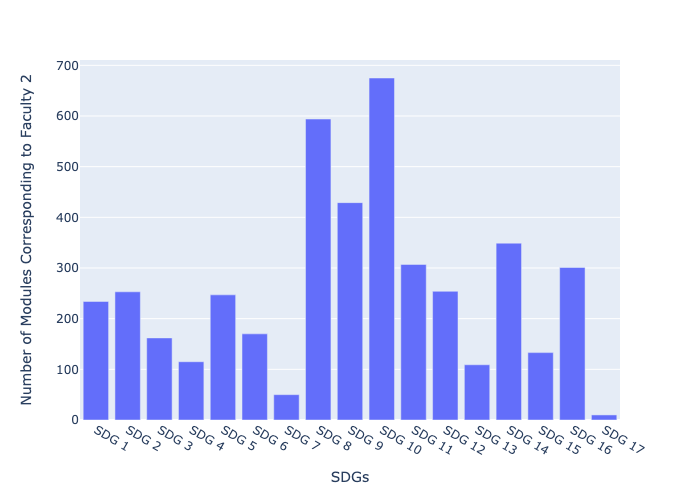 Number of Modules Corresponding to Faculty 2
700
600
500
400
300
200
100
0
SDG 1
SDG 2
SDG 3
SDG 4
SDG 5
SDG 6
SDG 7
SDG 8
SDG 9
SDG 10
SDG 11
SDG 12
SDG 13
SDG 14
SDG 15
SDG 16
SDG 17
SDGs